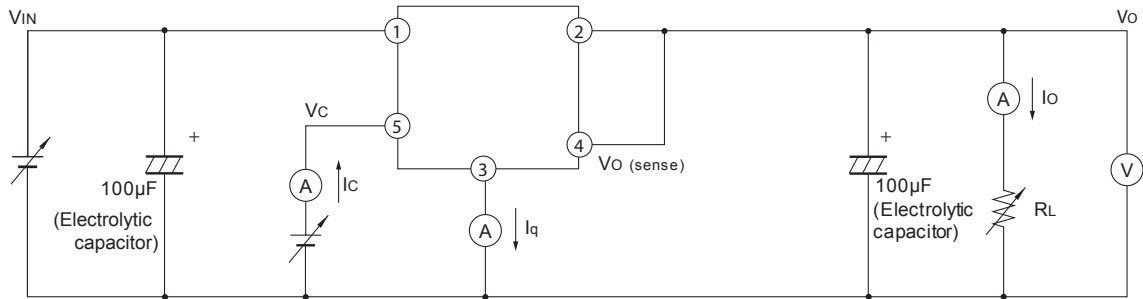 VIN
VO
1
2
A
IO
VC
5
4
+
+
VO (sense)
3
V
A
IC
100µF
(Electrolytic
capacitor)
A
Iq
100µF
(Electrolytic
capacitor)
RL